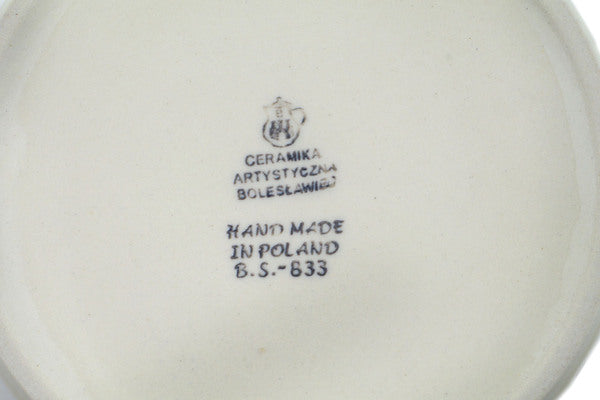 CERAMIKA
ARTYSTYCZNA
BOLESŁAWIEC
HAND MADE
IN POLAND
B.S.-833